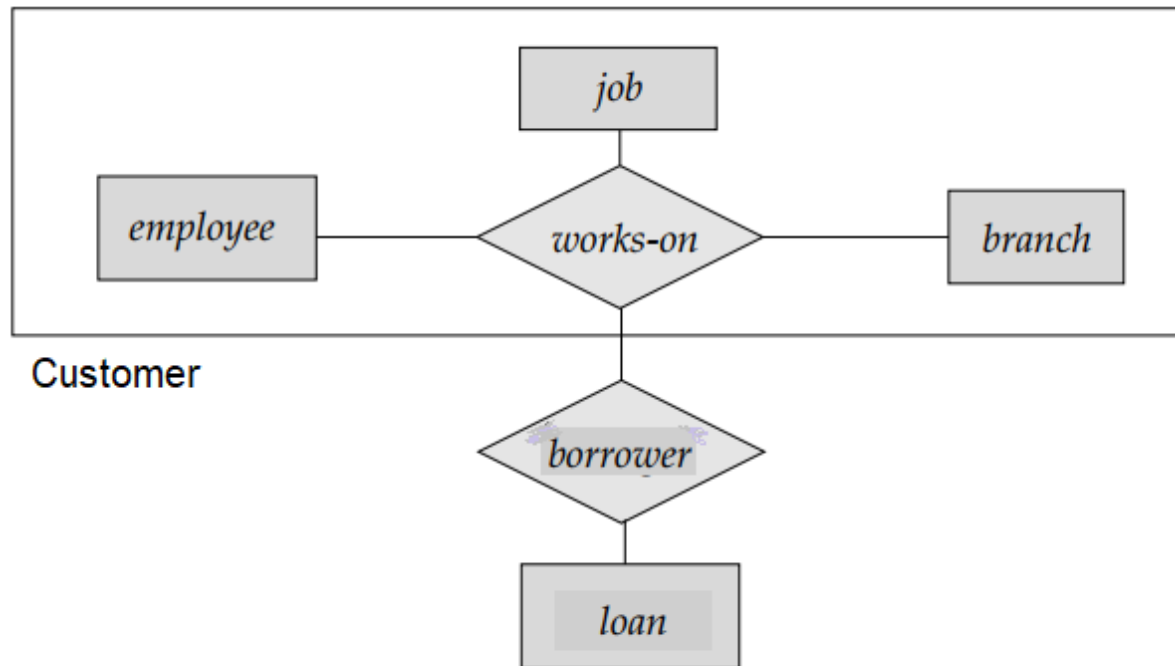 job
employee
works-on
branch
Customer
borrower
loan